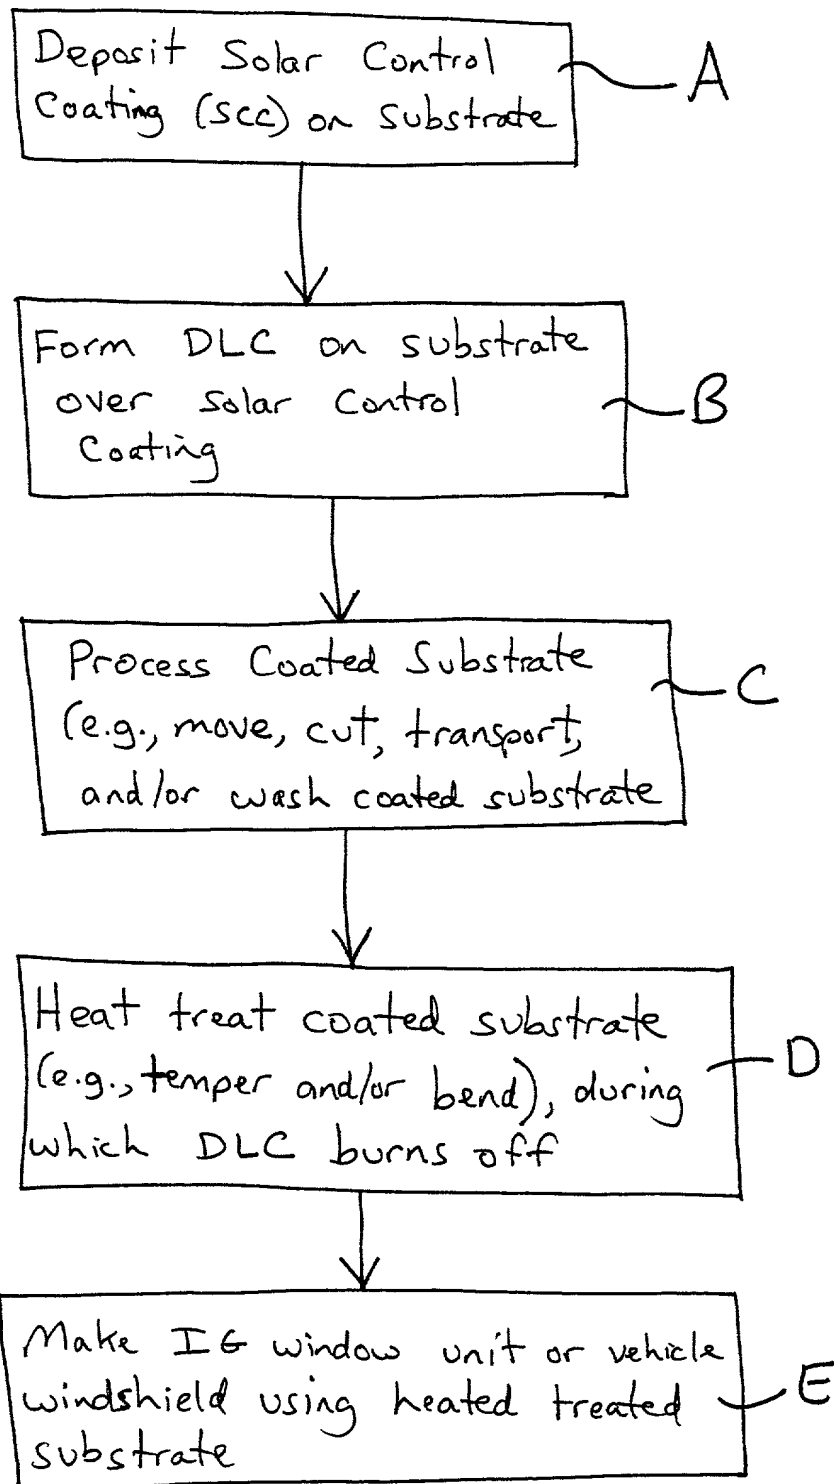 Deposit Solar Control
Coating (SCC) on substrate
A
Form DLC on substrate
over Solar Control
Coating
B
Process Coated Substrate
(e.g., move, cut, transport,
and/or wash coated substrate
C
Heat treat coated substrate
(e.g., temper and/or bend), during
which DLC burns off
D
Make IG window unit or vehicle
windshield using heated treated
substrate
E